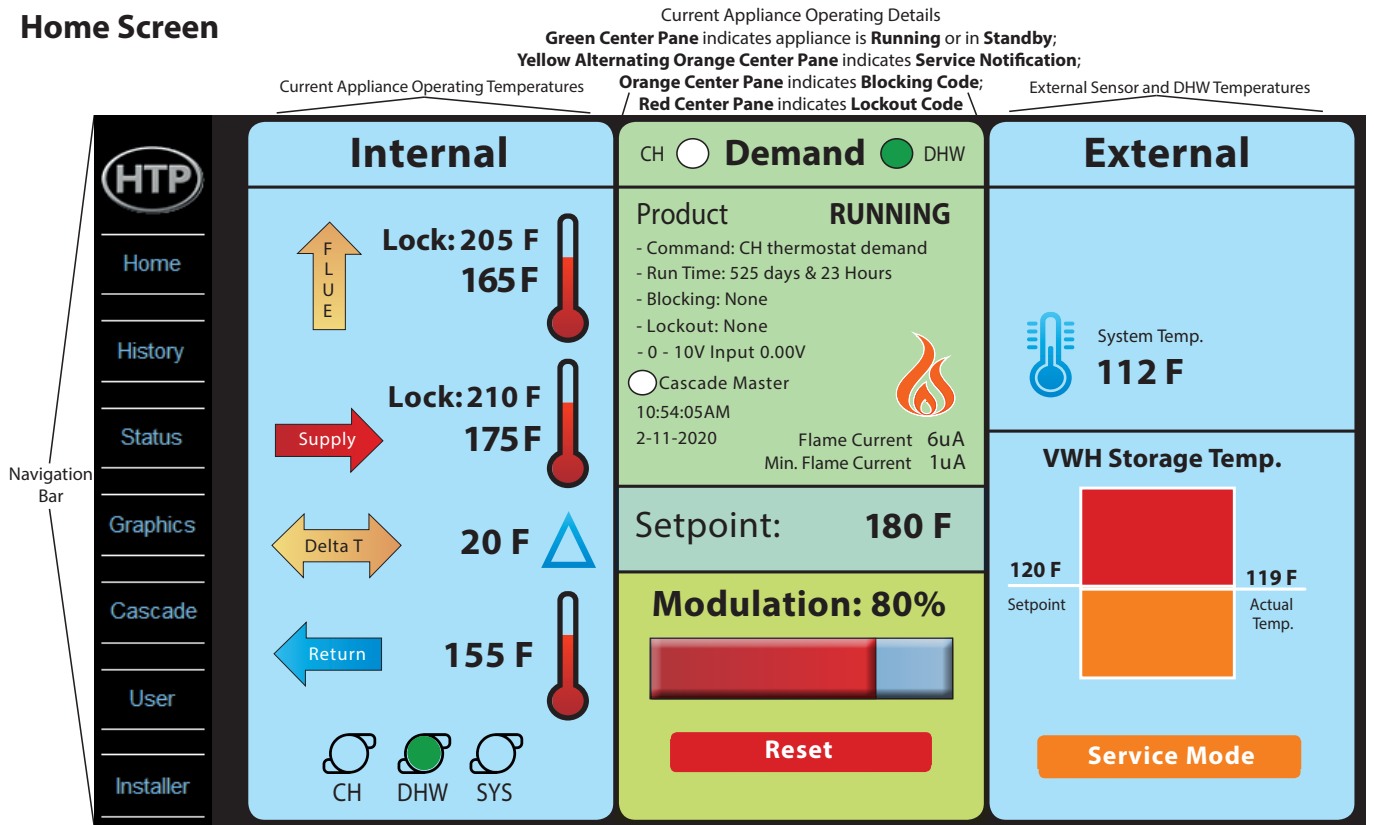 Home Screen
Current Appliance Operating Details
Green Center Pane indicates appliance is Running or in Standby;
Yellow Alternating Orange Center Pane indicates Service Notification;
Orange Center Pane indicates Blocking Code;
Red Center Pane indicates Lockout Code
Current Appliance Operating Temperatures
External Sensor and DHW Temperatures
Navigation
Bar
HTP
Home
History
Status
Graphics
Cascade
User
Installer
Internal
FLUE
Lock: 205 F
165 F
Lock: 210 F
Supply
175 F
Delta T
20 F
Return
155 F
CH DHW SYS
CH Demand DHW
Product RUNNING
- Command: CH thermostat demand
- Run Time: 525 days & 23 Hours
- Blocking: None
- Lockout: None
- 0 - 10V Input 0.00V
Cascade Master
10:54:05AM
2-11-2020
Flame Current 6uA
Min. Flame Current 1uA
Setpoint: 180 F
Modulation: 80%
Reset
External
System Temp.
112 F
VWH Storage Temp.
120 F
Setpoint
119 F
Actual
Temp.
Service Mode